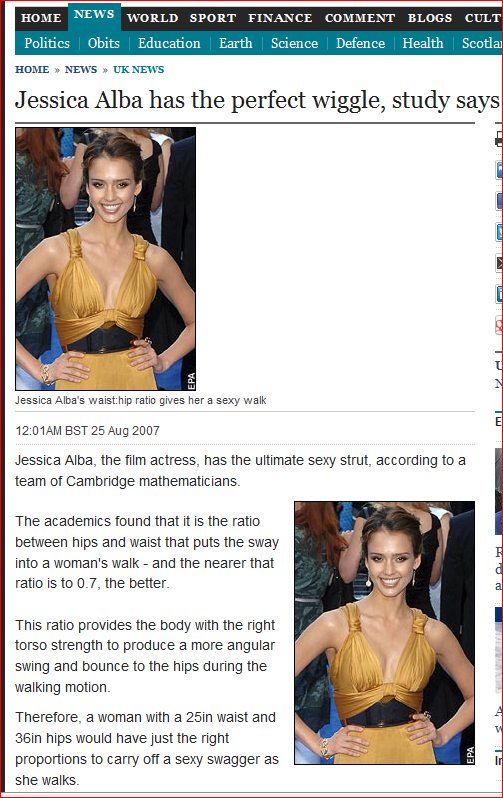 HOME NEWS WORLD SPORT FINANCE COMMENT BLOGS CULT
Politics Obits Education Earth Science Defence Health Scotla
HOME » NEWS » UK NEWS
Jessica Alba has the perfect wiggle, study says
EPA
Jessica Alba's waist:hip ratio gives her a sexy walk
12:01AM BST 25 Aug 2007
Jessica Alba, the film actress, has the ultimate sexy strut, according to a
team of Cambridge mathematicians.
The academics found that it is the ratio
between hips and waist that puts the sway
into a woman's walk - and the nearer that
ratio is to 0.7, the better.
This ratio provides the body with the right
torso strength to produce a more angular
swing and bounce to the hips during the
walking motion.
Therefore, a woman with a 25in waist and
36in hips would have just the right
proportions to carry off a sexy swagger as
she walks.
EPA